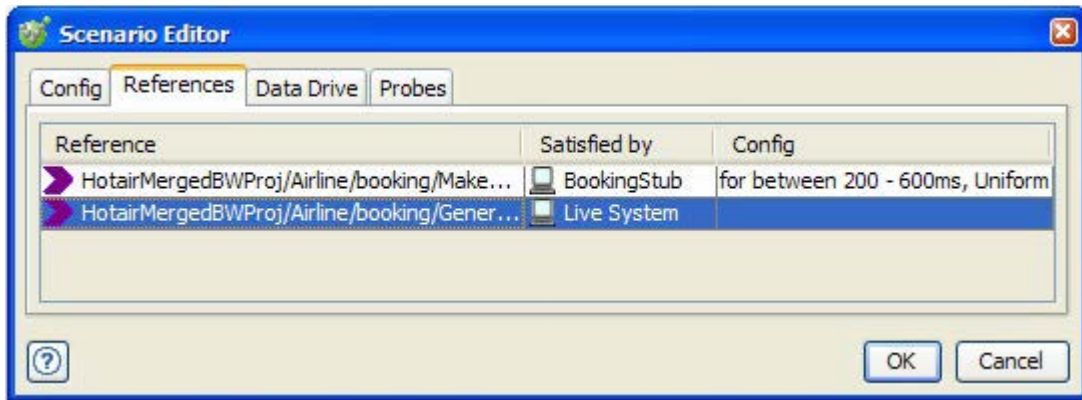 Scenario Editor
Config References Data Drive Probes
Reference Satisfied by Config
HotairMergedBWProj/Airline/booking/Make... BookingStub for between 200 - 600ms, Uniform
HotairMergedBWProj/Airline/booking/Gener... Live System
? OK Cancel